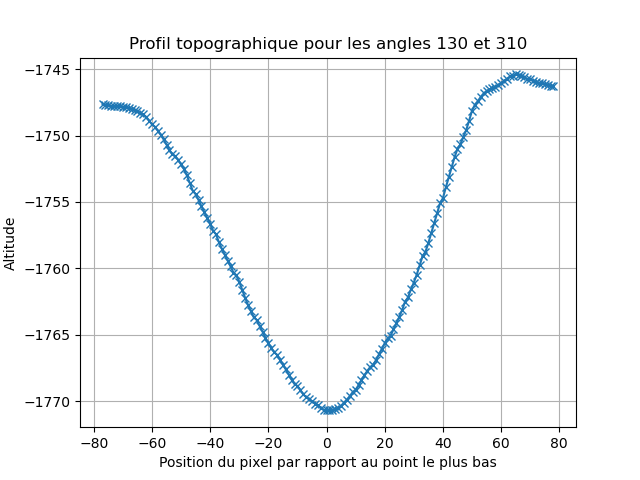 Profil topographique pour les angles 130 et 310
−1745
−1750
−1755
−1760
−1765
−1770
Altitude
−80 −60 −40 −20 0 20 40 60 80
Position du pixel par rapport au point le plus bas